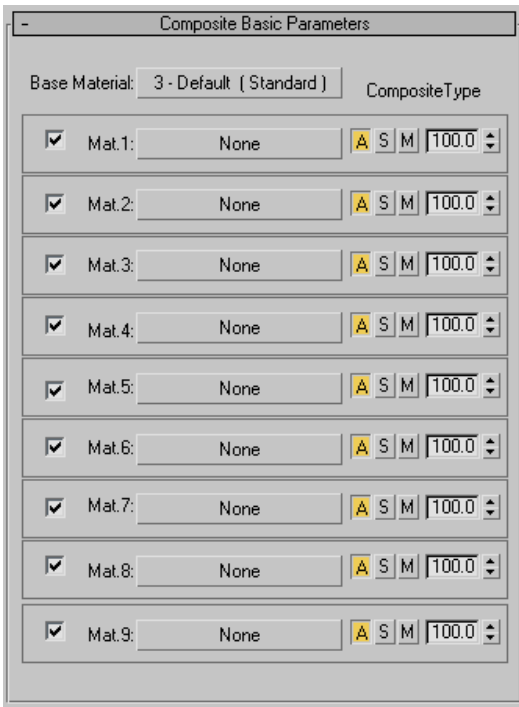 - Composite Basic Parameters
Base Material: 3 - Default ( Standard )
CompositeType
Mat.1: None A S M 100.0
Mat.2: None A S M 100.0
Mat.3: None A S M 100.0
Mat.4: None A S M 100.0
Mat.5: None A S M 100.0
Mat.6: None A S M 100.0
Mat.7: None A S M 100.0
Mat.8: None A S M 100.0
Mat.9: None A S M 100.0